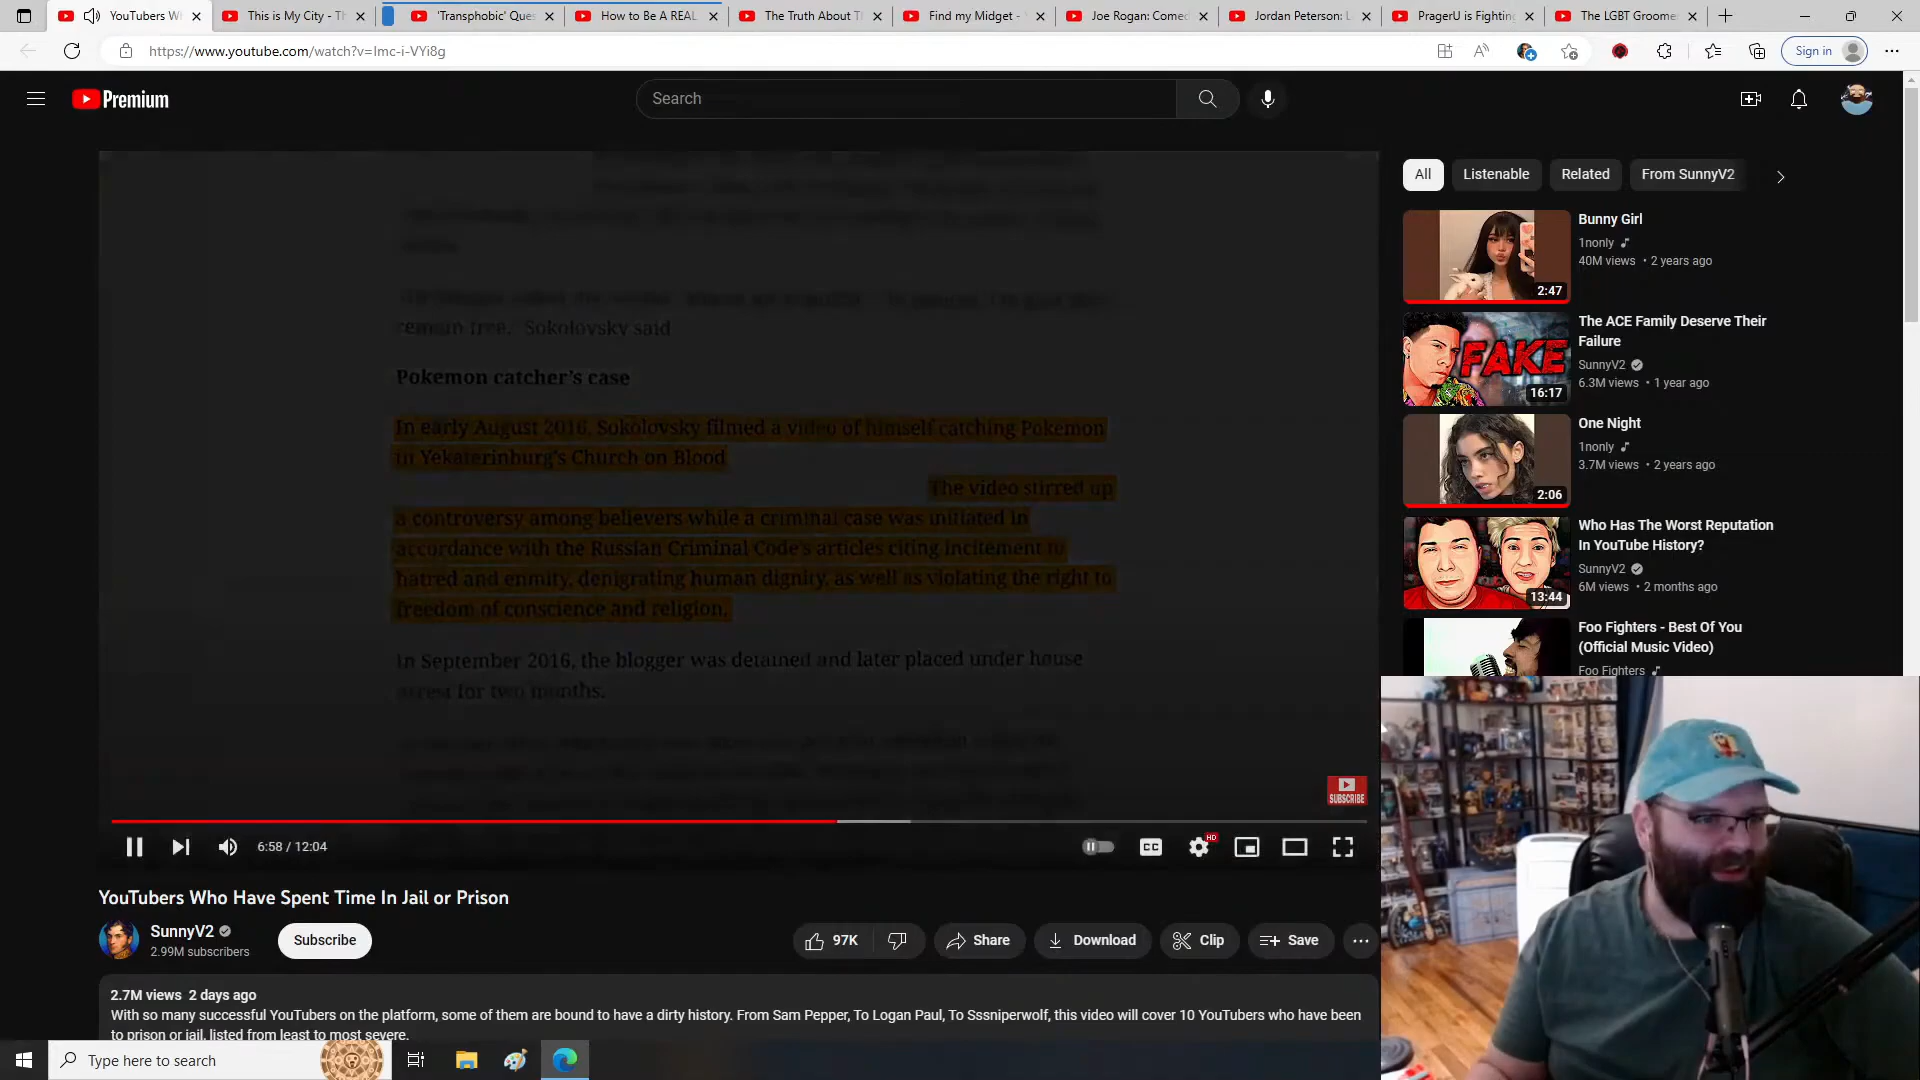 YouTubers Wh
This is My City - Th
'Transphobic' Ques
How to Be A REAL
The Truth About Th
Find my Midget - Y
Joe Rogan: Comed
Jordan Peterson: L
PragerU is Fighting
The LGBT Groome
https://www.youtube.com/watch?v=Imc-i-VYi8g
Sign in
Premium
Search
All
Listenable
Related
From SunnyV2
remain free," Sokolovsky said
Pokemon catcher's case
In early August 2016, Sokolovsky filmed a video of himself catching Pokemon
in Yekaterinburg's Church on Blood
The video stirred up
a controversy among believers while a criminal case was initiated in
accordance with the Russian Criminal Code's articles citing incitement to
hatred and enmity, denigrating human dignity, as well as violating the right to
freedom of conscience and religion.
In September 2016, the blogger was detained and later placed under house
arrest for two months.
SUBSCRIBE
6:58 / 12:04
CC
HD
YouTubers Who Have Spent Time In Jail or Prison
SunnyV2
2.99M subscribers
Subscribe
97K
Share
Download
Clip
Save
2.7M views 2 days ago
With so many successful YouTubers on the platform, some of them are bound to have a dirty history. From Sam Pepper, To Logan Paul, To Sssniperwolf, this video will cover 10 YouTubers who have been
to prison or jail, listed from least to most severe.
Bunny Girl
1nonly
40M views • 2 years ago
2:47
The ACE Family Deserve Their
Failure
SunnyV2
6.3M views • 1 year ago
FAKE
16:17
One Night
1nonly
3.7M views • 2 years ago
2:06
Who Has The Worst Reputation
In YouTube History?
SunnyV2
6M views • 2 months ago
13:44
Foo Fighters - Best Of You
(Official Music Video)
Foo Fighters
Type here to search